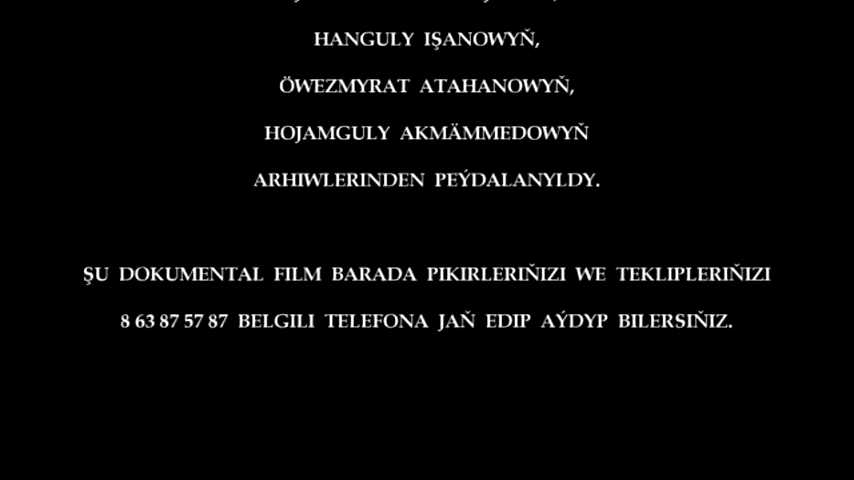 HANGULY IŞANOWYŇ,
ÖWEZMYRAT ATAHANOWYŇ,
HOJAMGULY AKMÄMMEDOWYŇ
ARHIWLERINDEN PEÝDALANYLDY.
ŞU DOKUMENTAL FILM BARADA PIKIRLERIŇIZI WE TEKLIPLERIŇIZI
8 63 87 57 87 BELGILI TELEFONA JAŇ EDIP AÝDYP BILERSIŇIZ.